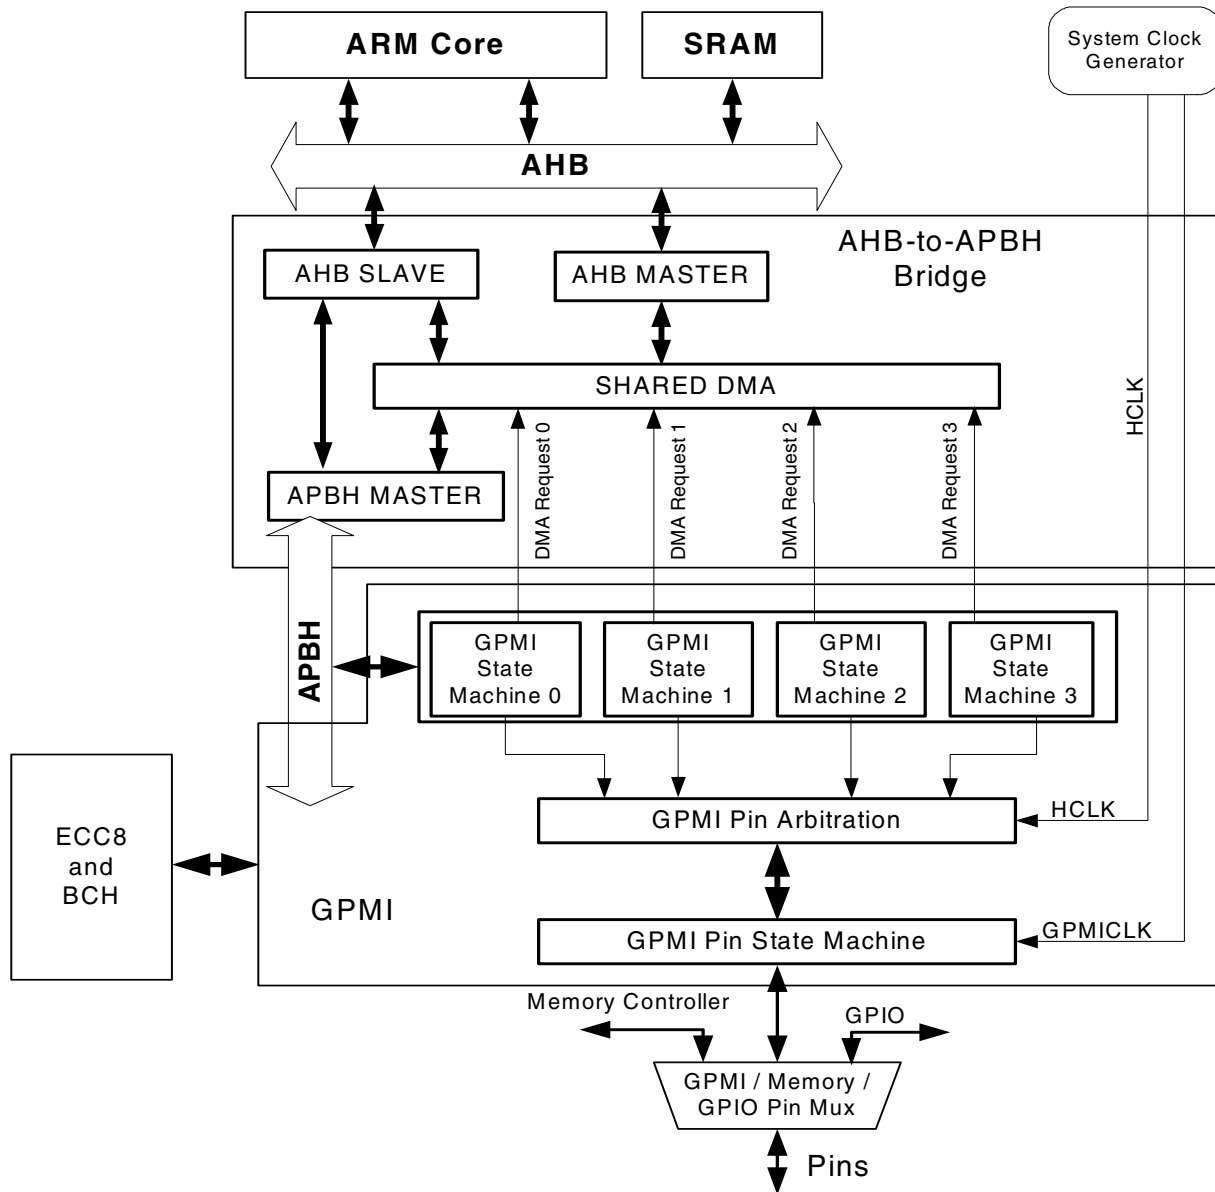 ARM Core
SRAM
System Clock
Generator
AHB
AHB-to-APBH
Bridge
AHB SLAVE
AHB MASTER
SHARED DMA
HCLK
DMA Request 0
DMA Request 1
DMA Request 2
DMA Request 3
APBH MASTER
APBH
GPMI
State
Machine 0
GPMI
State
Machine 1
GPMI
State
Machine 2
GPMI
State
Machine 3
GPMI Pin Arbitration
HCLK
ECC8
and
BCH
GPMI
GPMI Pin State Machine
GPMICLK
Memory Controller
GPIO
GPMI / Memory /
GPIO Pin Mux
Pins